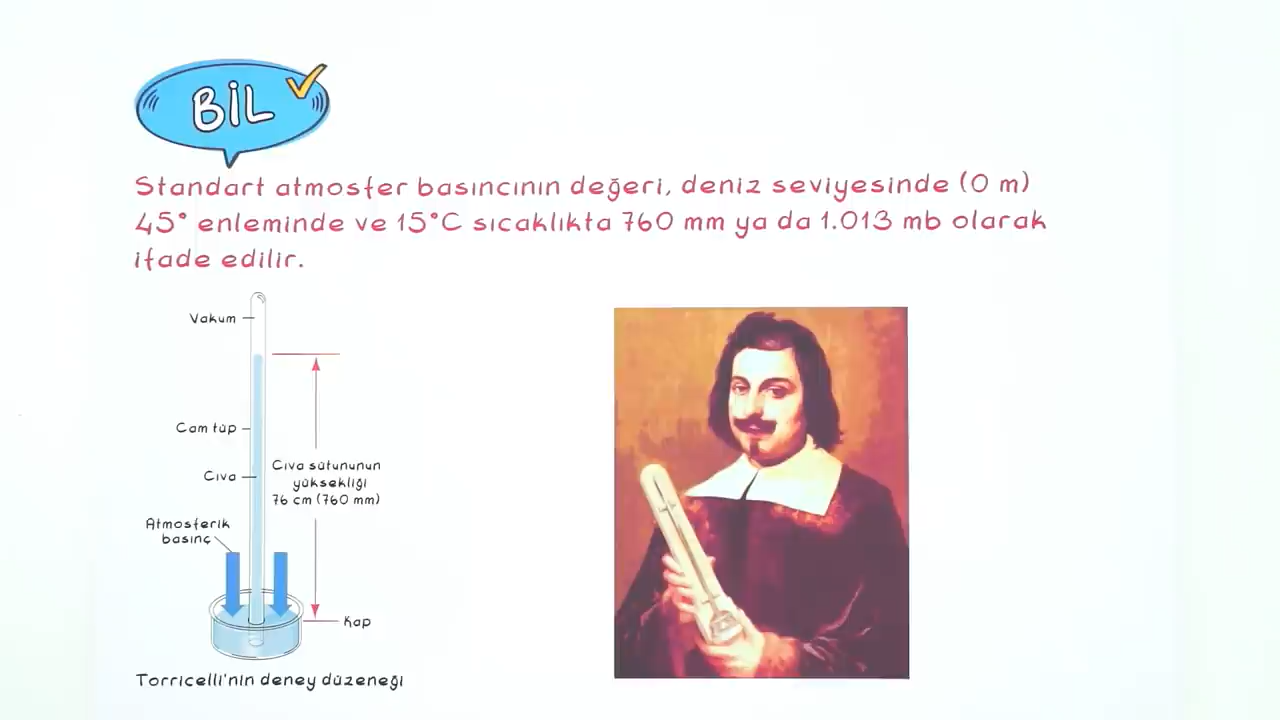 BİL
Standart atmosfer basıncının değeri, deniz seviyesinde (0 m)
45° enleminde ve 15°C sıcaklıkta 760 mm ya da 1.013 mb olarak
ifade edilir.
Vakum
Cam tüp
Cıva
Cıva sütununun
yüksekliği
76 cm (760 mm)
Atmosferik
basınç
Kap
Torricelli'nin deney düzeneği